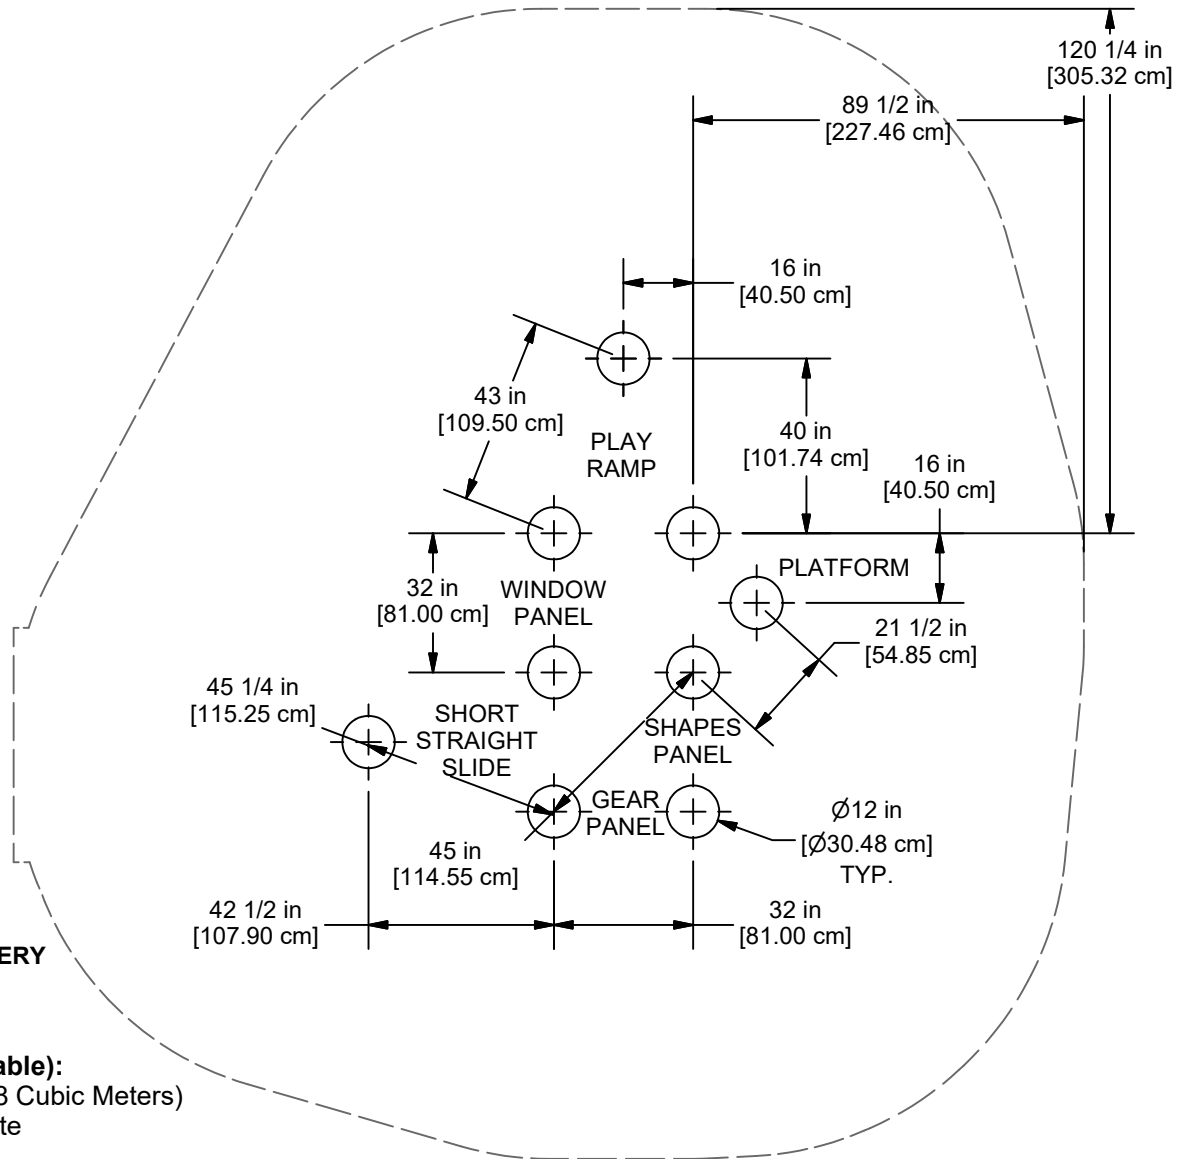 120 1/4 in
[305.32 cm]
89 1/2 in
[227.46 cm]
16 in
[40.50 cm]
43 in
[109.50 cm]
PLAY
RAMP
40 in
[101.74 cm]
16 in
[40.50 cm]
PLATFORM
32 in
[81.00 cm]
WINDOW
PANEL
21 1/2 in
[54.85 cm]
45 1/4 in
[115.25 cm]
SHORT
STRAIGHT
SLIDE
SHAPES
PANEL
GEAR
PANEL
Ø12 in
[Ø30.48 cm]
TYP.
45 in
[114.55 cm]
42 1/2 in
[107.90 cm]
32 in
[81.00 cm]
ERY
able):
3 Cubic Meters)
te